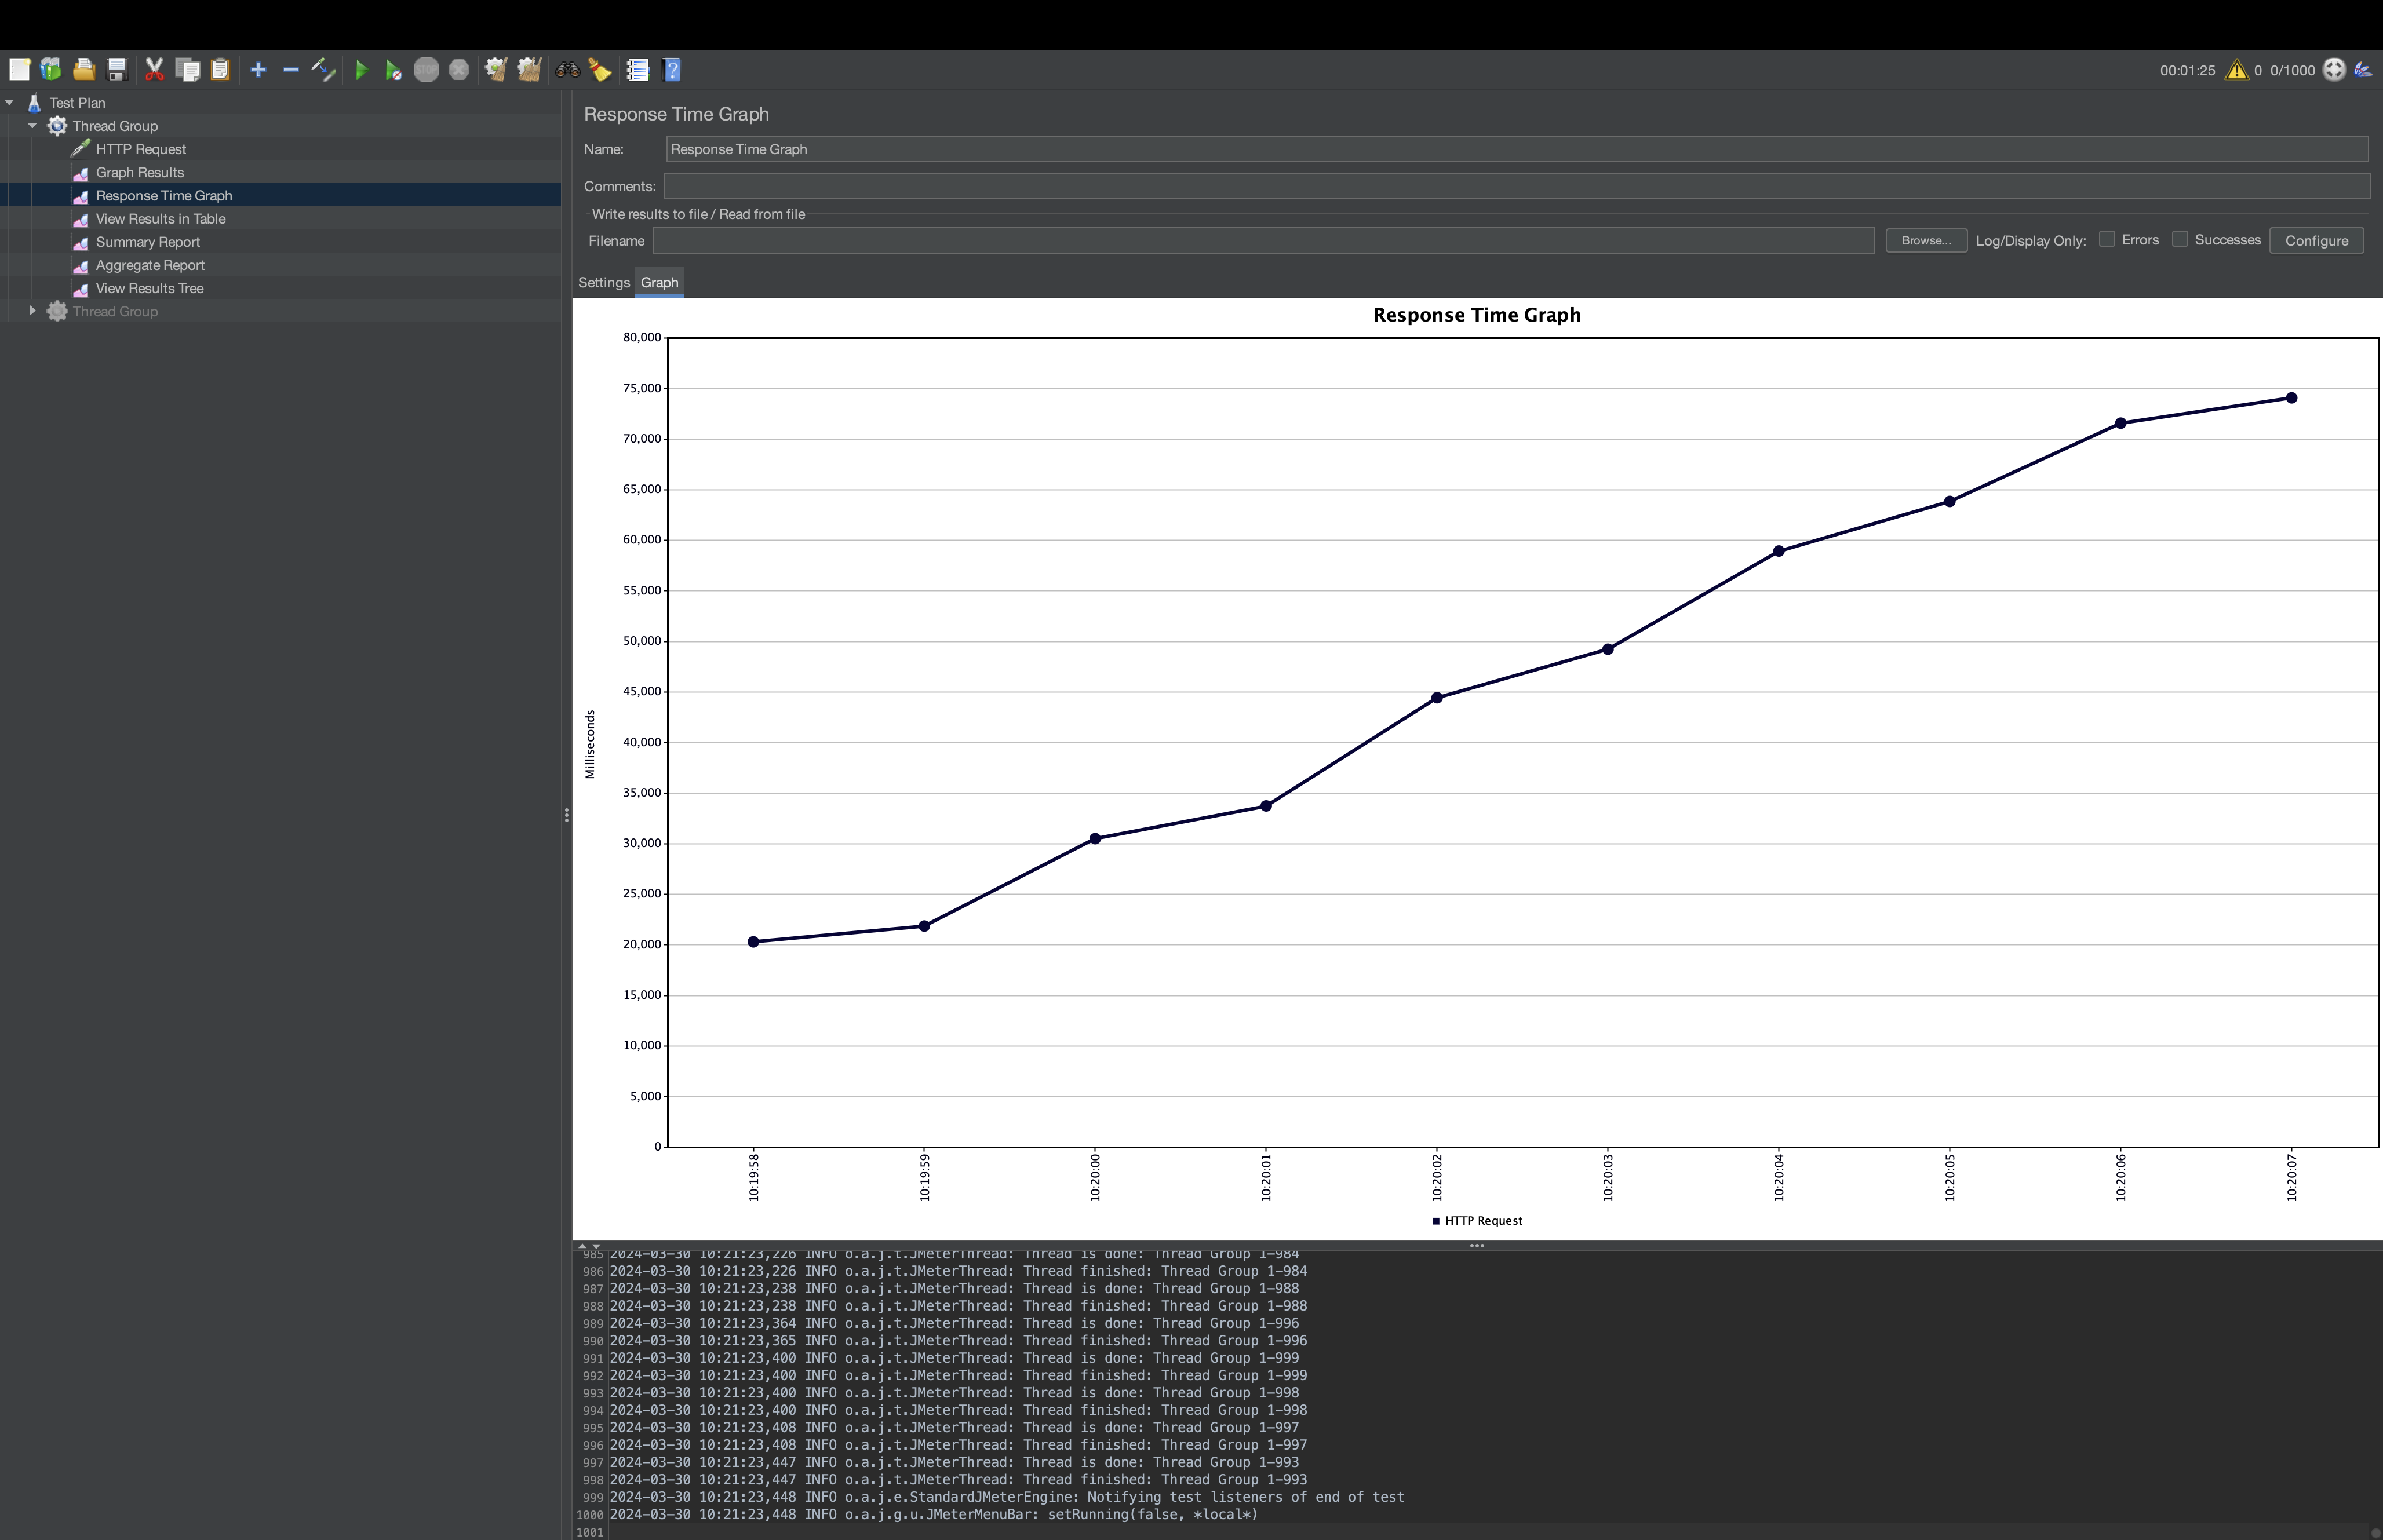 STOP
00:01:25 0 0/1000
Test Plan
Thread Group
HTTP Request
Graph Results
Response Time Graph
View Results in Table
Summary Report
Aggregate Report
View Results Tree
Thread Group
Response Time Graph
Name: Response Time Graph
Comments:
Write results to file / Read from file
Filename Browse... Log/Display Only: Errors Successes Configure
Settings Graph
Response Time Graph
80,000
75,000
70,000
65,000
60,000
55,000
50,000
45,000
40,000
35,000
30,000
25,000
20,000
15,000
10,000
5,000
0
Milliseconds
10:19:58
10:19:59
10:20:00
10:20:01
10:20:02
10:20:03
10:20:04
10:20:05
10:20:06
10:20:07
HTTP Request
985 2024-03-30 10:21:23,226 INFO o.a.j.t.JMeterThread: Thread is done: Thread Group 1-984
986 2024-03-30 10:21:23,226 INFO o.a.j.t.JMeterThread: Thread finished: Thread Group 1-984
987 2024-03-30 10:21:23,238 INFO o.a.j.t.JMeterThread: Thread is done: Thread Group 1-988
988 2024-03-30 10:21:23,238 INFO o.a.j.t.JMeterThread: Thread finished: Thread Group 1-988
989 2024-03-30 10:21:23,364 INFO o.a.j.t.JMeterThread: Thread is done: Thread Group 1-996
990 2024-03-30 10:21:23,365 INFO o.a.j.t.JMeterThread: Thread finished: Thread Group 1-996
991 2024-03-30 10:21:23,400 INFO o.a.j.t.JMeterThread: Thread is done: Thread Group 1-999
992 2024-03-30 10:21:23,400 INFO o.a.j.t.JMeterThread: Thread finished: Thread Group 1-999
993 2024-03-30 10:21:23,400 INFO o.a.j.t.JMeterThread: Thread is done: Thread Group 1-998
994 2024-03-30 10:21:23,400 INFO o.a.j.t.JMeterThread: Thread finished: Thread Group 1-998
995 2024-03-30 10:21:23,408 INFO o.a.j.t.JMeterThread: Thread is done: Thread Group 1-997
996 2024-03-30 10:21:23,408 INFO o.a.j.t.JMeterThread: Thread finished: Thread Group 1-997
997 2024-03-30 10:21:23,447 INFO o.a.j.t.JMeterThread: Thread is done: Thread Group 1-993
998 2024-03-30 10:21:23,447 INFO o.a.j.t.JMeterThread: Thread finished: Thread Group 1-993
999 2024-03-30 10:21:23,448 INFO o.a.j.e.StandardJMeterEngine: Notifying test listeners of end of test
1000 2024-03-30 10:21:23,448 INFO o.a.j.g.u.JMeterMenuBar: setRunning(false, *local*)
1001